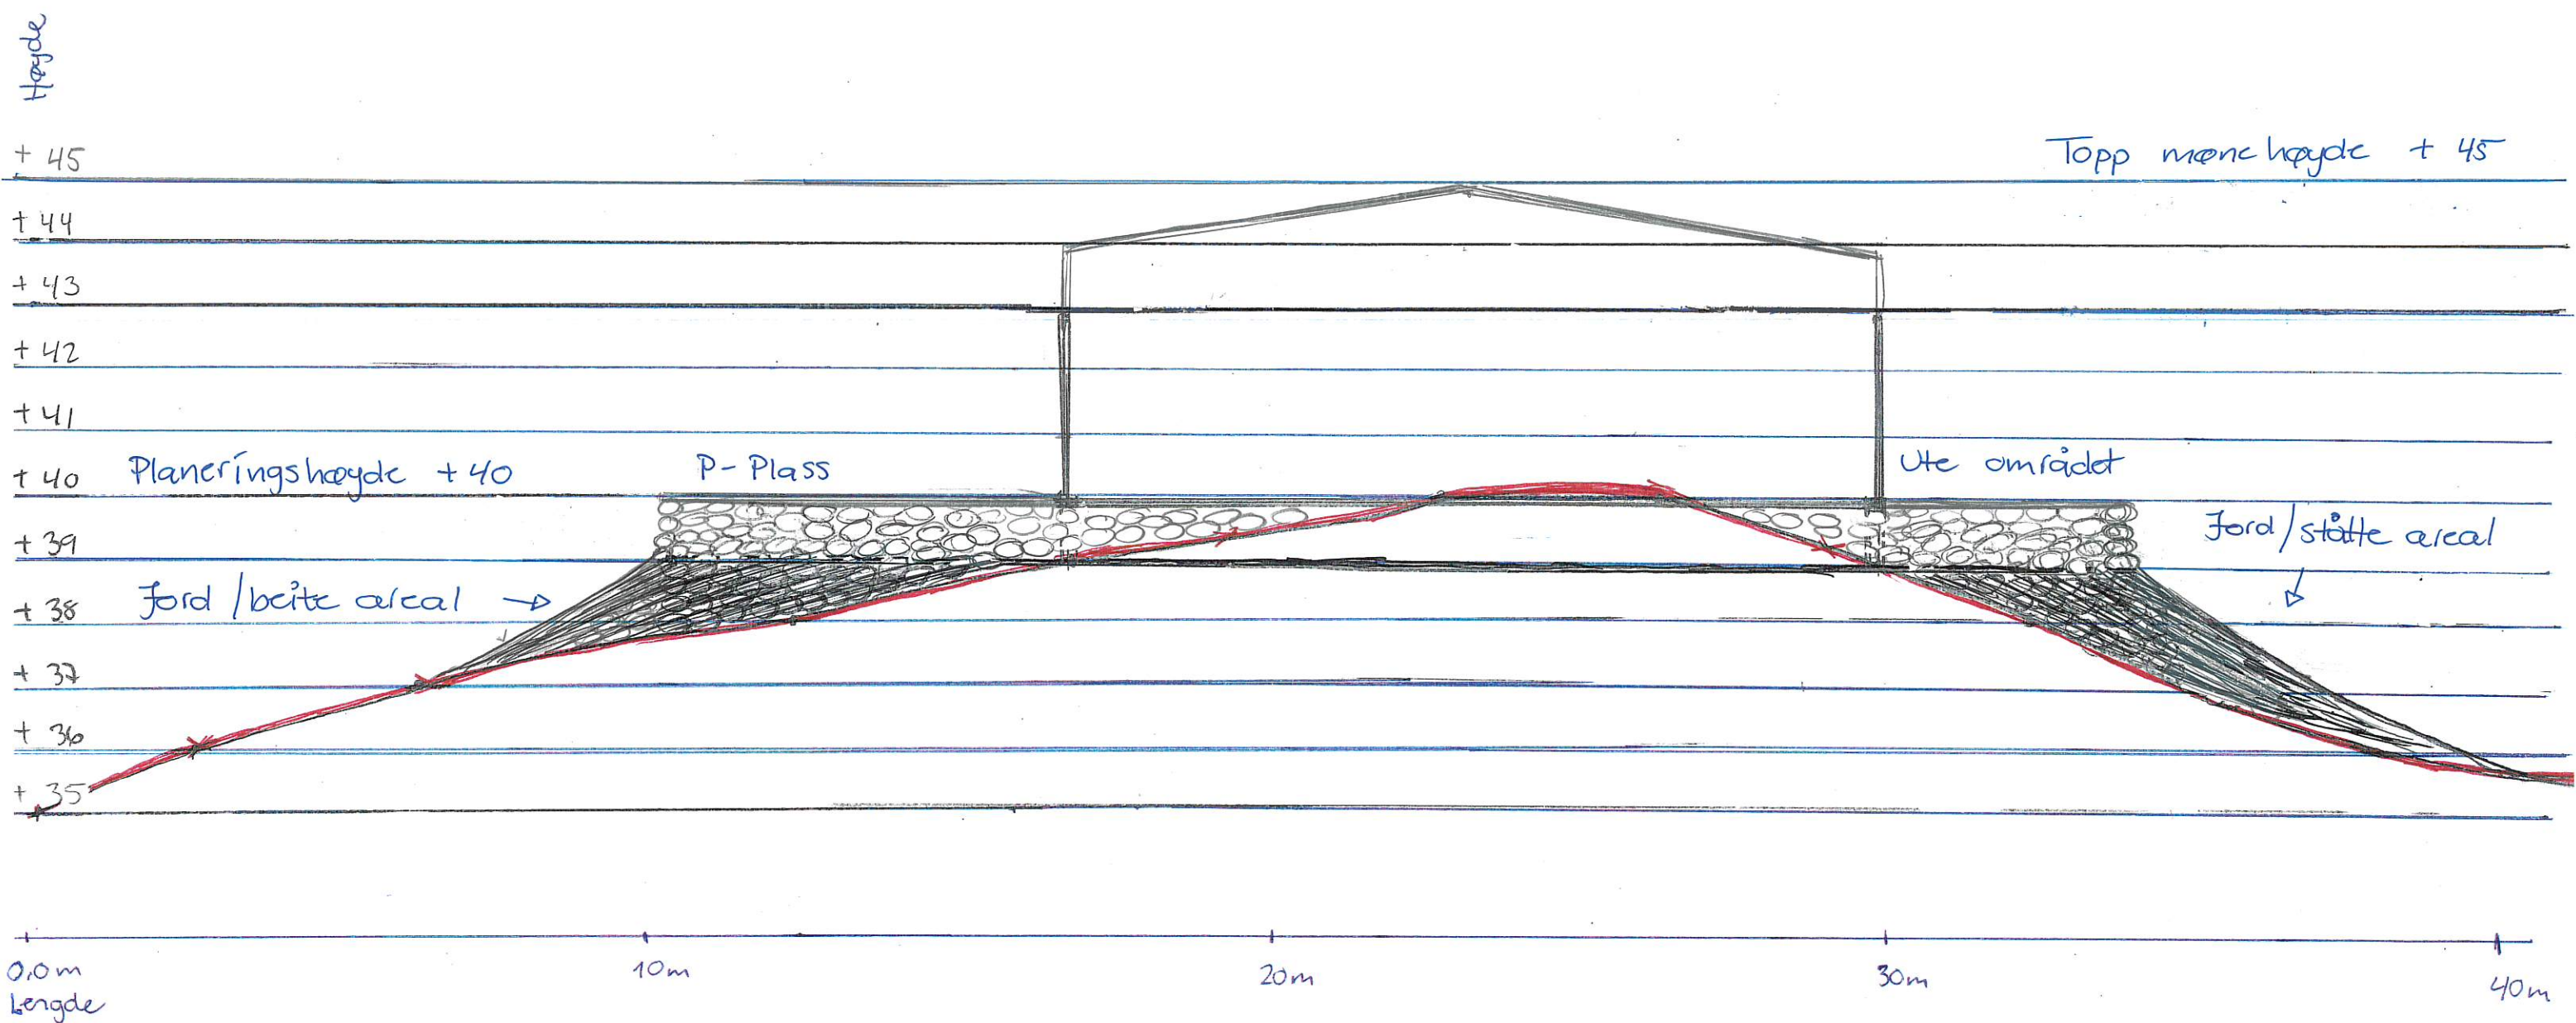 Høyde
+ 45
Topp mønehøyde + 45
+ 44
+ 43
+ 42
+ 41
+ 40
Planeringshøyde +40
P-Plass
Ute området
+ 39
Jord/støtte areal
+ 38
Jord/beite areal
+ 37
+ 36
+ 35
0,0m
10m
20m
30m
40m
Lengde